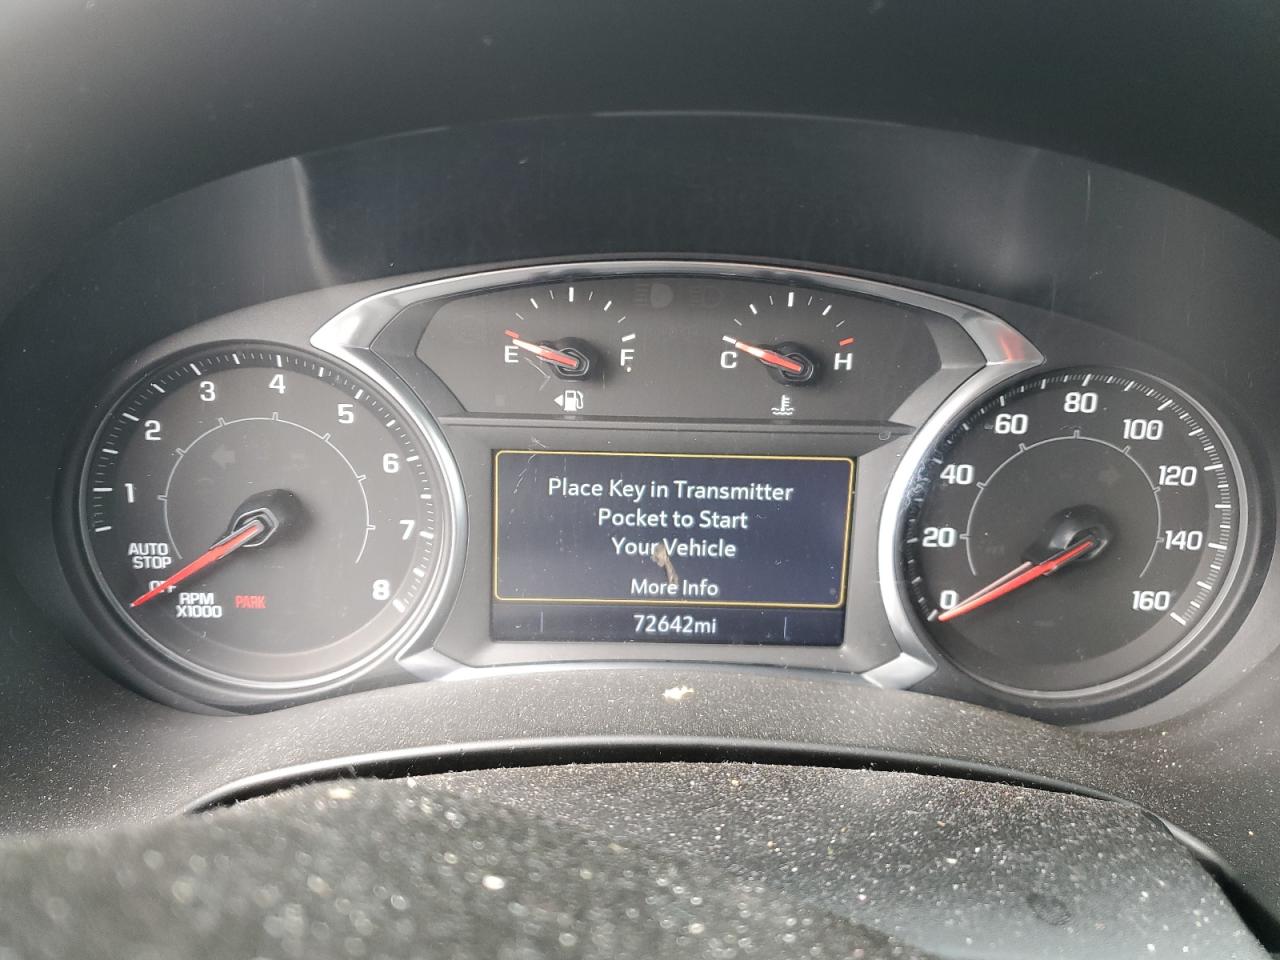 E F
C H
1 2 3 4 5 6 7 8
AUTO
STOP
OFF
RPM
X1000
PARK
Place Key in Transmitter
Pocket to Start
Your Vehicle
More Info
72642mi
0 20 40 60 80 100 120 140 160